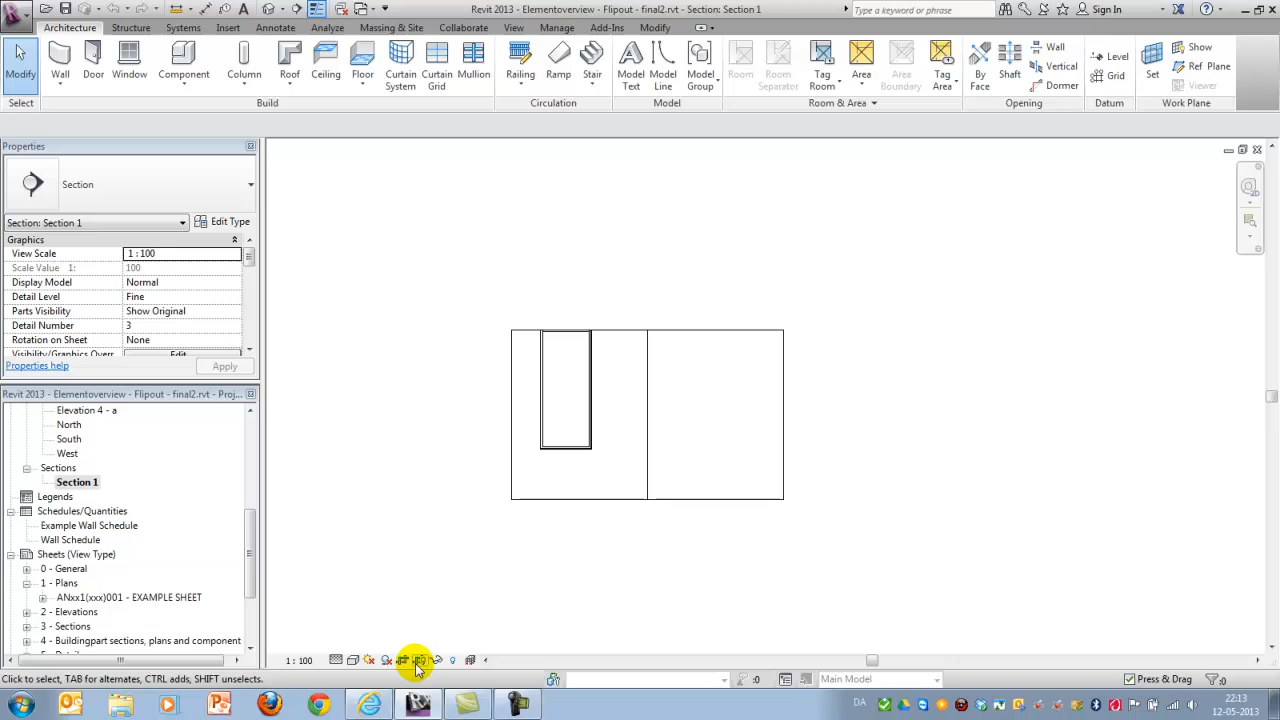 Revit 2013 - Elementoverview - Flipout - final2.rvt - Section: Section 1
Type a keyword or phrase
Sign In
Architecture Structure Systems Insert Annotate Analyze Massing & Site Collaborate View Manage Add-Ins Modify
Modify Wall Door Window Component Column Roof Ceiling Floor Curtain System Curtain Grid Mullion Railing Ramp Stair Model Text Model Line Model Group Room Room Separator Tag Room Area Area Boundary Tag Area By Face Shaft Wall Vertical Dormer Level Grid Set Show Ref Plane Viewer
Select Build Circulation Model Room & Area Opening Datum Work Plane
Properties
Section
Section: Section 1 Edit Type
Graphics
View Scale 1 : 100
Scale Value 1: 100
Display Model Normal
Detail Level Fine
Parts Visibility Show Original
Detail Number 3
Rotation on Sheet None
Visibility/Graphics Overr... Edit...
Properties help Apply
Revit 2013 - Elementoverview - Flipout - final2.rvt - Proj...
Elevation 4 - a
North
South
West
Sections
Section 1
Legends
Schedules/Quantities
Example Wall Schedule
Wall Schedule
Sheets (View Type)
0 - General
1 - Plans
ANxx1(xxx)001 - EXAMPLE SHEET
2 - Elevations
3 - Sections
4 - Buildingpart sections, plans and component
1 : 100
Click to select, TAB for alternates, CTRL adds, SHIFT unselects.
:0
Main Model
Press & Drag
:0
DA
22:13
12-05-2013